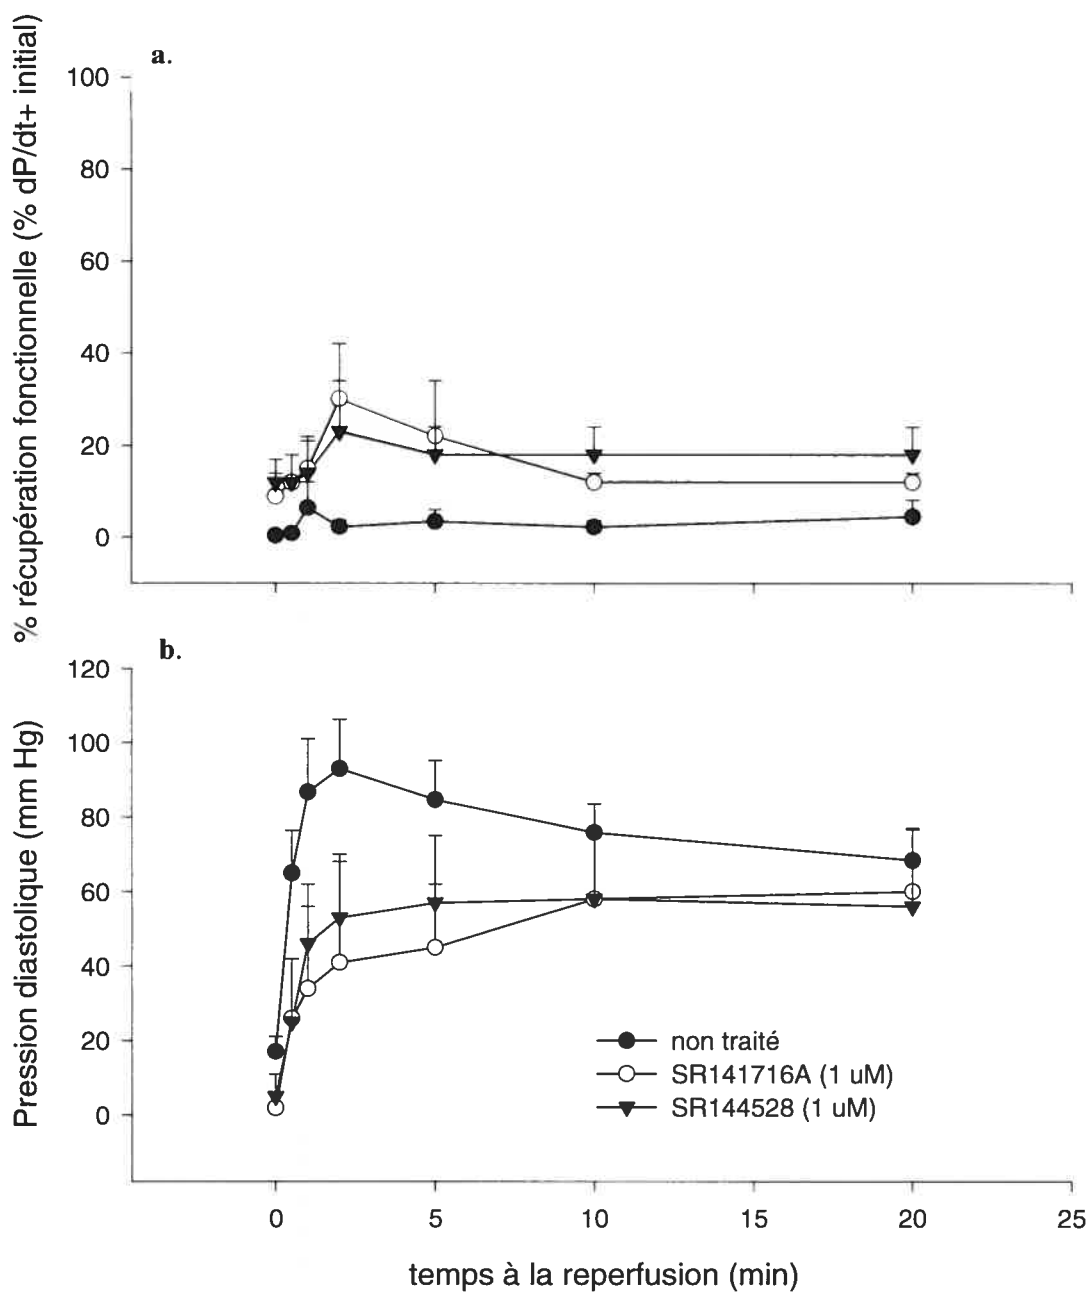 a.
% récupération fonctionnelle (% dP/dt+ initial)
100
80
60
40
20
0
b.
Pression diastolique (mm Hg)
120
100
80
60
40
20
0
non traité
SR141716A (1 uM)
SR144528 (1 uM)
0 5 10 15 20 25
temps à la reperfusion (min)